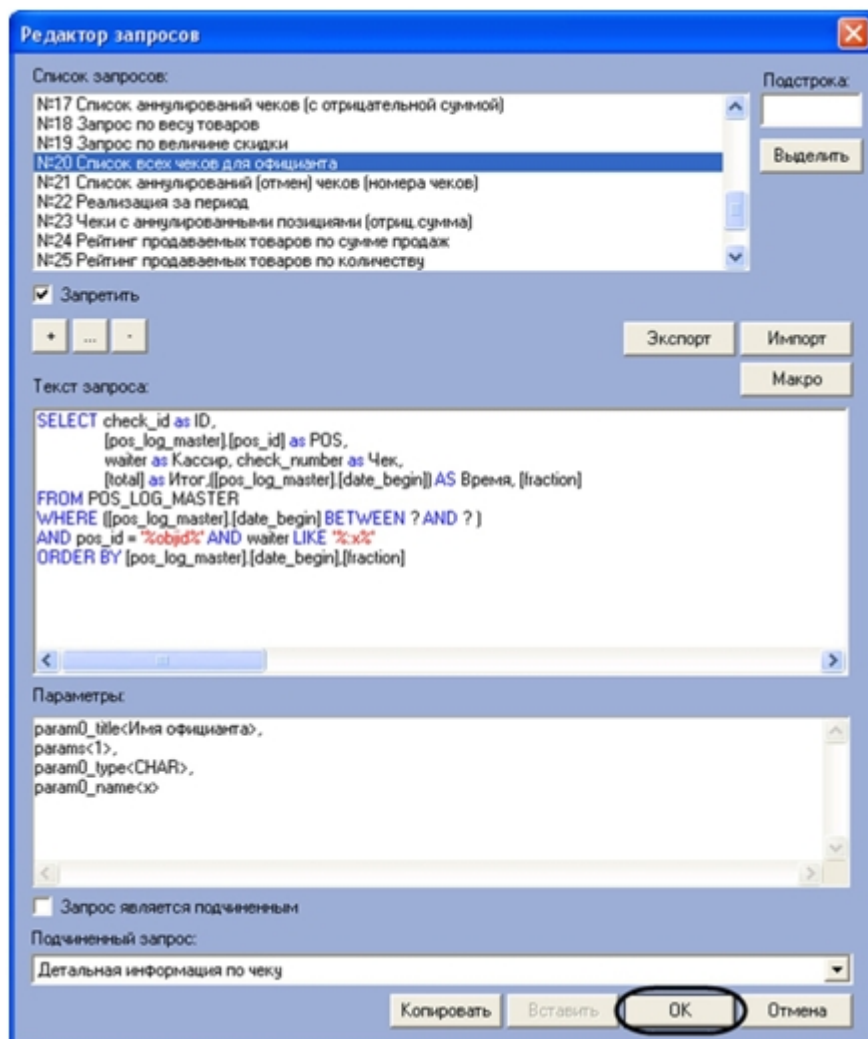 Редактор запросов
Список запросов:
Подстрока:
№17 Список аннулирований чеков (с отрицательной суммой)
№18 Запрос по весу товаров
№19 Запрос по величине скидки
№20 Список всех чеков для официанта
Выделить
№21 Список аннулирований (отмен) чеков (номера чеков)
№22 Реализация за период
№23 Чеки с аннулированными позициями (отриц.сумма)
№24 Рейтинг продаваемых товаров по сумме продаж
№25 Рейтинг продаваемых товаров по количеству
Запретить
+ ... - Экспорт Импорт
Макро
Текст запроса:
SELECT check_id as ID,
[pos_log_master].[pos_id] as POS,
waiter as Кассир, check_number as Чек,
[total] as Итог,([pos_log_master].[date_begin]) AS Время, [fraction]
FROM POS_LOG_MASTER
WHERE ([pos_log_master].[date_begin] BETWEEN ? AND ? )
AND pos_id = '%objid%' AND waiter LIKE '%:x%'
ORDER BY [pos_log_master].[date_begin],[fraction]
Параметры:
param0_title<Имя официанта>,
params<1>,
param0_type<CHAR>,
param0_name<x>
Запрос является подчиненным
Подчиненный запрос:
Детальная информация по чеку
Копировать Вставить OK Отмена